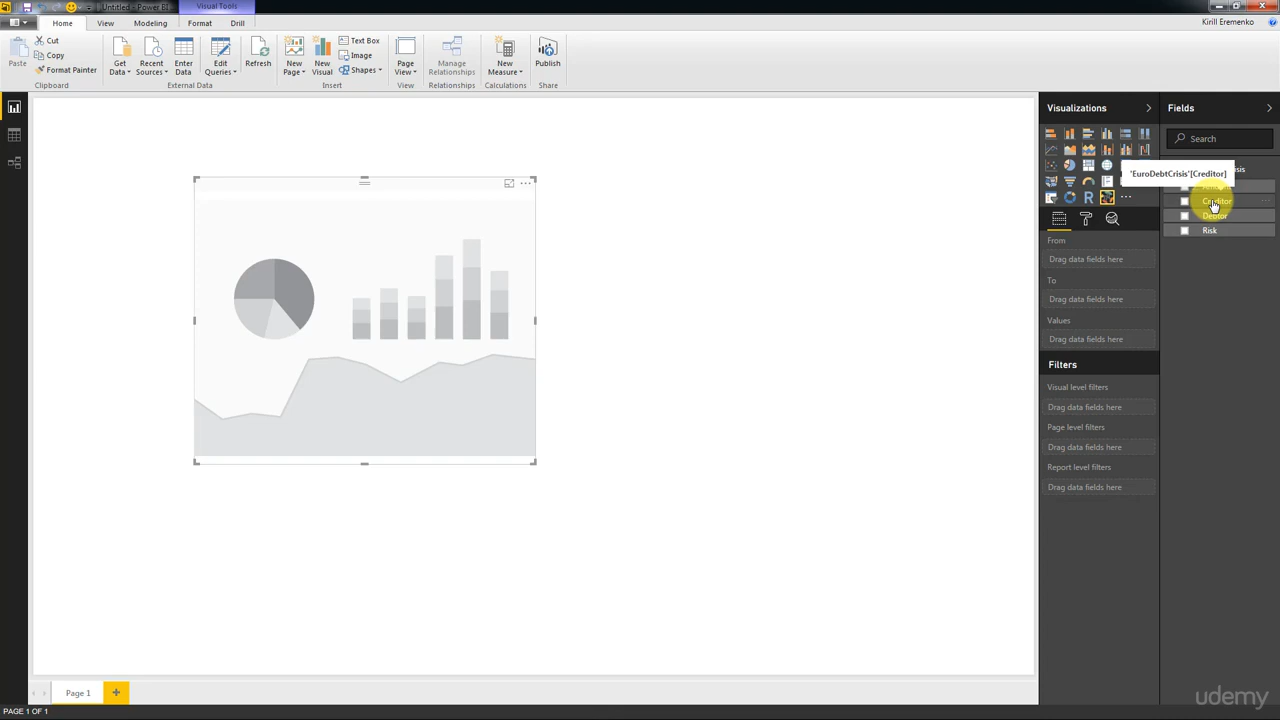 Untitled - Power BI
Visual Tools
Home
View
Modeling
Format
Drill
Kirill Eremenko
Paste
Cut
Copy
Format Painter
Clipboard
Get Data
Recent Sources
Enter Data
Edit Queries
External Data
Refresh
New Page
New Visual
Text Box
Image
Shapes
Insert
Page View
View
Manage Relationships
Relationships
New Measure
Calculations
Publish
Share
Visualizations
Fields
Search
'EuroDebtCrisis'[Creditor]
Creditor
Debtor
Risk
R
From
Drag data fields here
To
Drag data fields here
Values
Drag data fields here
Filters
Visual level filters
Drag data fields here
Page level filters
Drag data fields here
Report level filters
Drag data fields here
Page 1
PAGE 1 OF 1
udemy